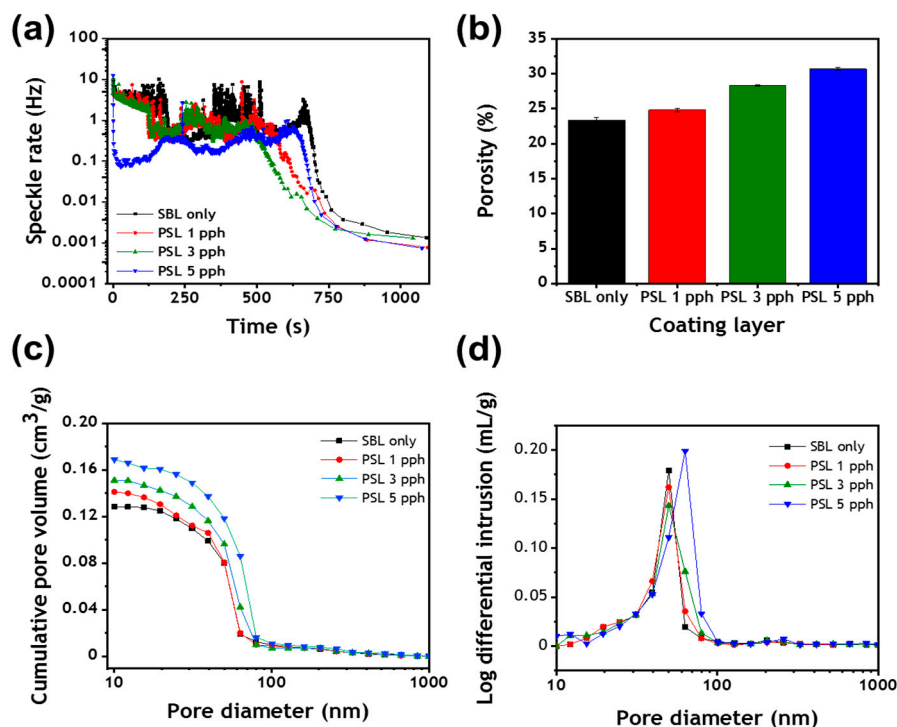 (a)
Speckle rate (Hz)
100
10
1
0.1
0.01
0.001
0.0001
SBL only
PSL 1 pph
PSL 3 pph
PSL 5 pph
0
250
500
750
1000
Time (s)
(b)
Porosity (%)
35
30
25
20
15
10
5
0
SBL only
PSL 1 pph
PSL 3 pph
PSL 5 pph
Coating layer
(c)
Cumulative pore volume (cm³/g)
0.20
0.16
0.12
0.08
0.04
0.00
SBL only
PSL 1 pph
PSL 3 pph
PSL 5 pph
10
100
1000
Pore diameter (nm)
(d)
Log differential intrusion (mL/g)
0.20
0.15
0.10
0.05
0.00
SBL only
PSL 1 pph
PSL 3 pph
PSL 5 pph
10
100
1000
Pore diameter (nm)